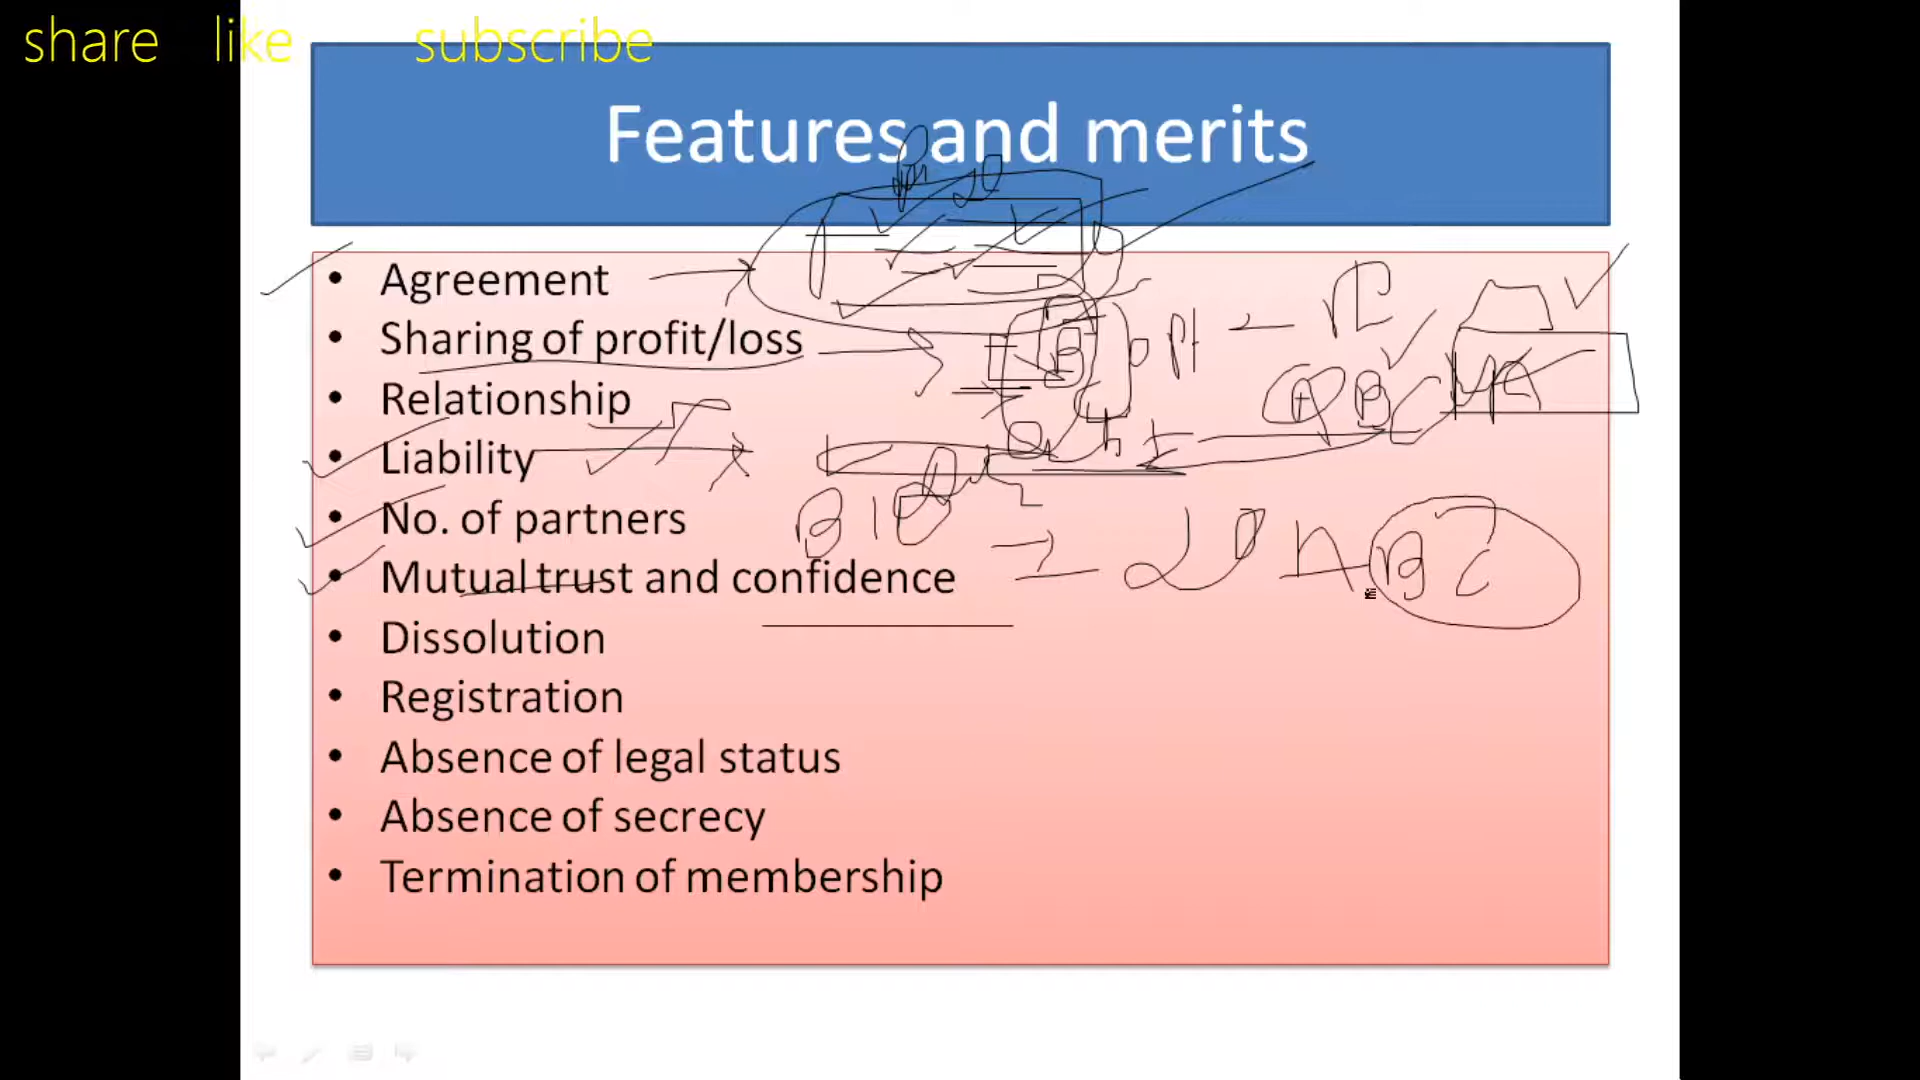 share like subscribe
Features and merits
• Agreement
• Sharing of profit/loss
• Relationship
• Liability
• No. of partners
• Mutual trust and confidence
• Dissolution
• Registration
• Absence of legal status
• Absence of secrecy
• Termination of membership